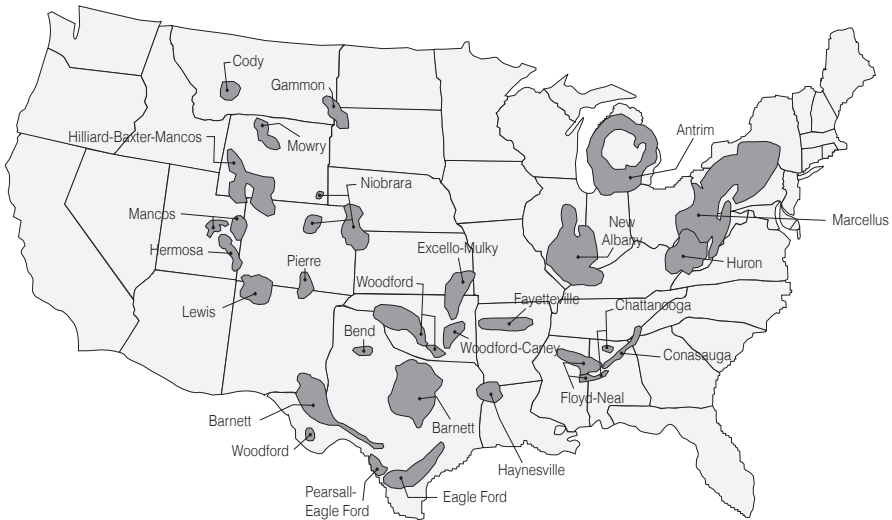 Cody
Gammon
Hilliard-Baxter-Mancos
Mowry
Antrim
Niobrara
Mancos
Marcellus
New
Albany
Hermosa
Excello-Mulky
Pierre
Huron
Woodford
Lewis
Fayetteville
Chattanooga
Bend
Woodford-Caney
Conasauga
Floyd-Neal
Barnett
Barnett
Woodford
Haynesville
Pearsall-
Eagle Ford
Eagle Ford